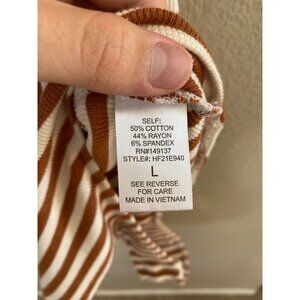 SELF:
50% COTTON
44% RAYON
6% SPANDEX
RN#149137
STYLE#: HF21E940
L
SEE REVERSE
FOR CARE
MADE IN VIETNAM